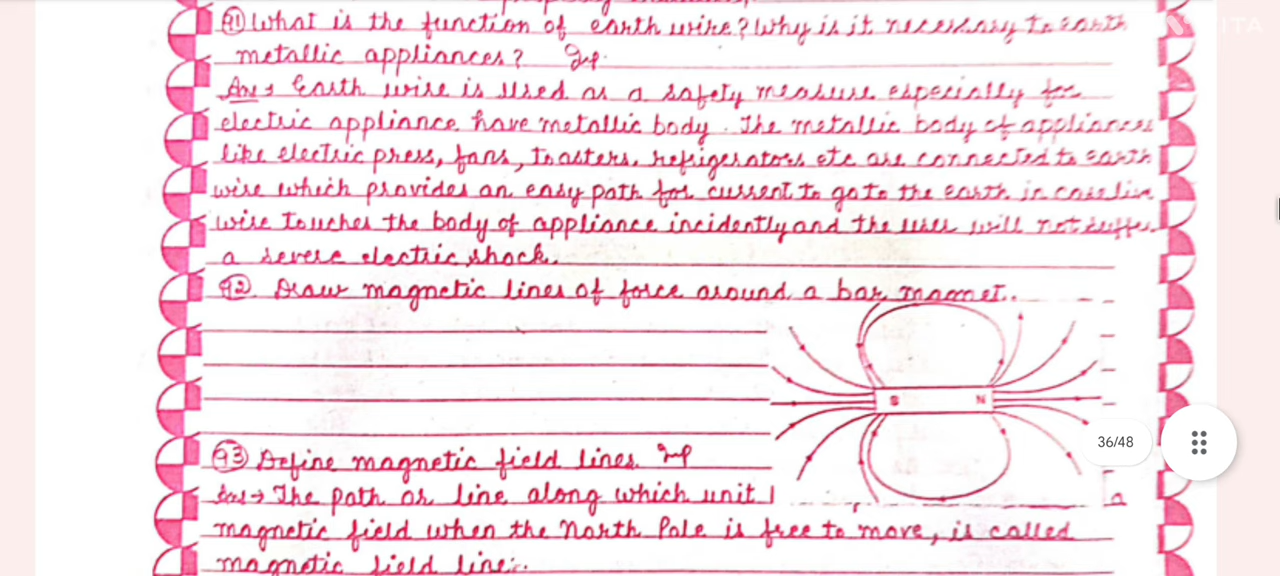 91 What is the function of earth wire? Why is it necessary to earth
metallic appliances? Imp.
Ans → Earth wire is used as a safety measure especially for
electric appliance have metallic body. The metallic body of appliances
like electric press, fans, toasters, refrigerators etc are connected to earth
wire which provides an easy path for current to go to the earth in case live
wire touches the body of appliance incidently and the user will not suffer
a severe electric shock.
92 Draw magnetic lines of force around a bar magnet.
S N
36/48
93 Define magnetic field lines. Imp
Ans → The path or line along which unit
a
magnetic field when the North Pole is free to move, is called
magnetic field line.